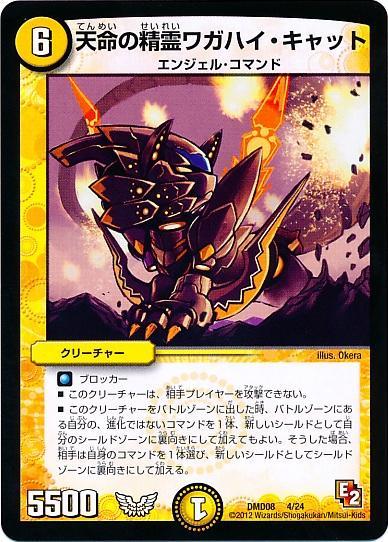 6
てんめい せいれい
天命の精霊ワガハイ・キャット
エンジェル・コマンド
クリーチャー
illus. Okera
ブロッカー
■ このクリーチャーは、相手プレイヤーを攻撃できない。
■ このクリーチャーをバトルゾーンに出した時、バトルゾーンにあ
る自分の、進化ではないコマンドを1体、新しいシールドとして自
分のシールドゾーンに裏向きにして加えてもよい。そうした場合、
相手は自身のコマンドを1体選び、新しいシールドとしてシールド
ゾーンに裏向きにして加える。
5500
1
DMD08 4/24
E2
©2012 Wizards/Shogakukan/Mitsui-Kids